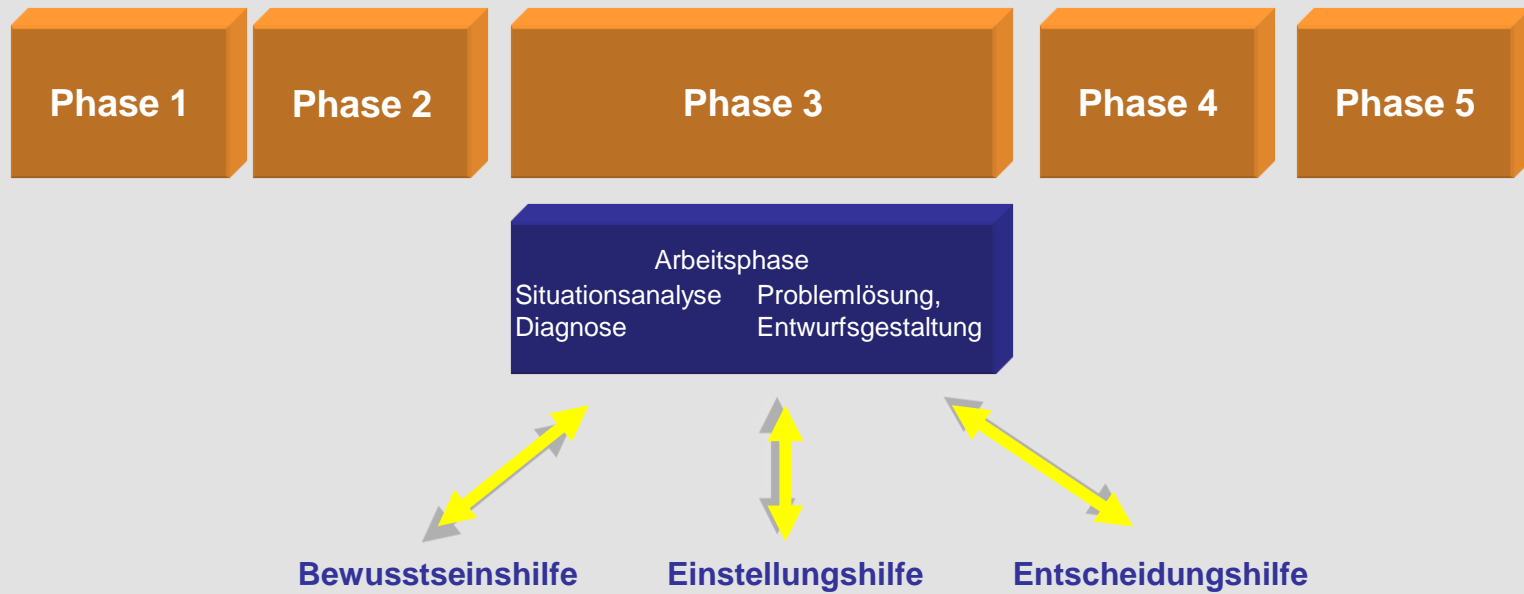 Phase 1
Phase 2
Phase 3
Phase 4
Phase 5
Arbeitsphase
Situationsanalyse Problemlösung,
Diagnose Entwurfsgestaltung
Bewusstseinshilfe
Einstellungshilfe
Entscheidungshilfe